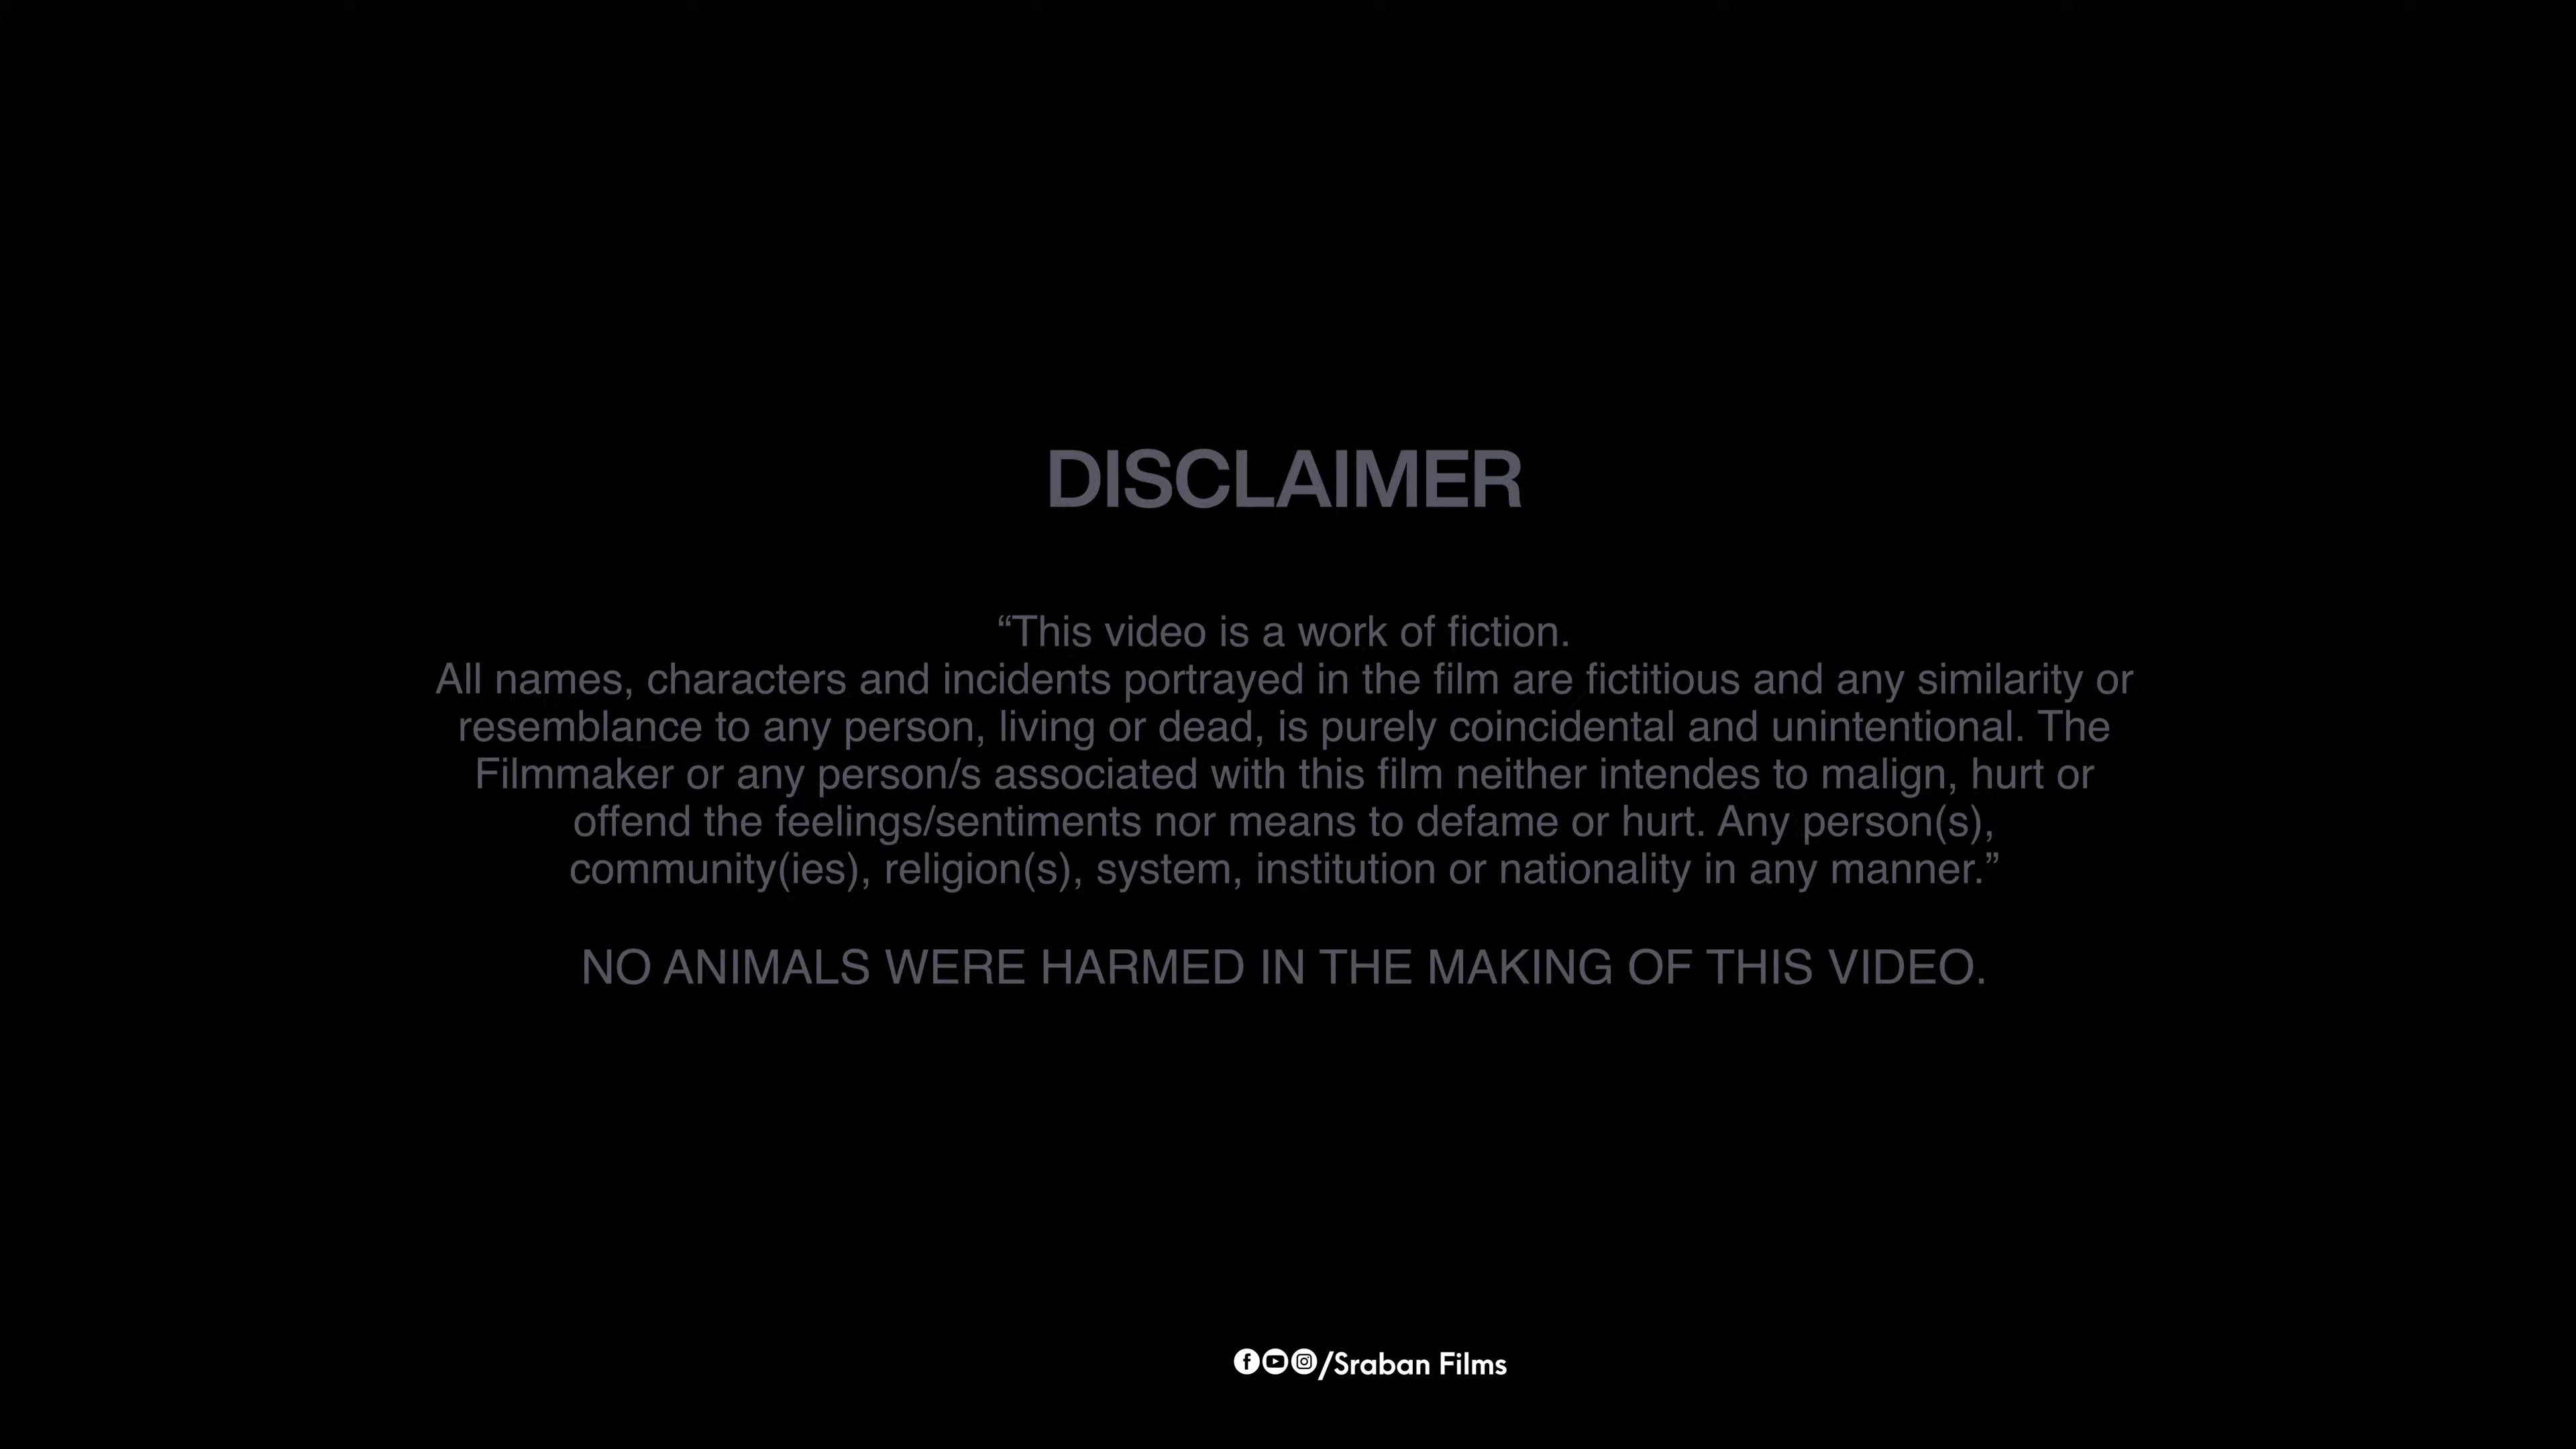 DISCLAIMER
“This video is a work of fiction.
All names, characters and incidents portrayed in the film are fictitious and any similarity or
resemblance to any person, living or dead, is purely coincidental and unintentional. The
Filmmaker or any person/s associated with this film neither intendes to malign, hurt or
offend the feelings/sentiments nor means to defame or hurt. Any person(s),
community(ies), religion(s), system, institution or nationality in any manner.”
NO ANIMALS WERE HARMED IN THE MAKING OF THIS VIDEO.
/Sraban Films